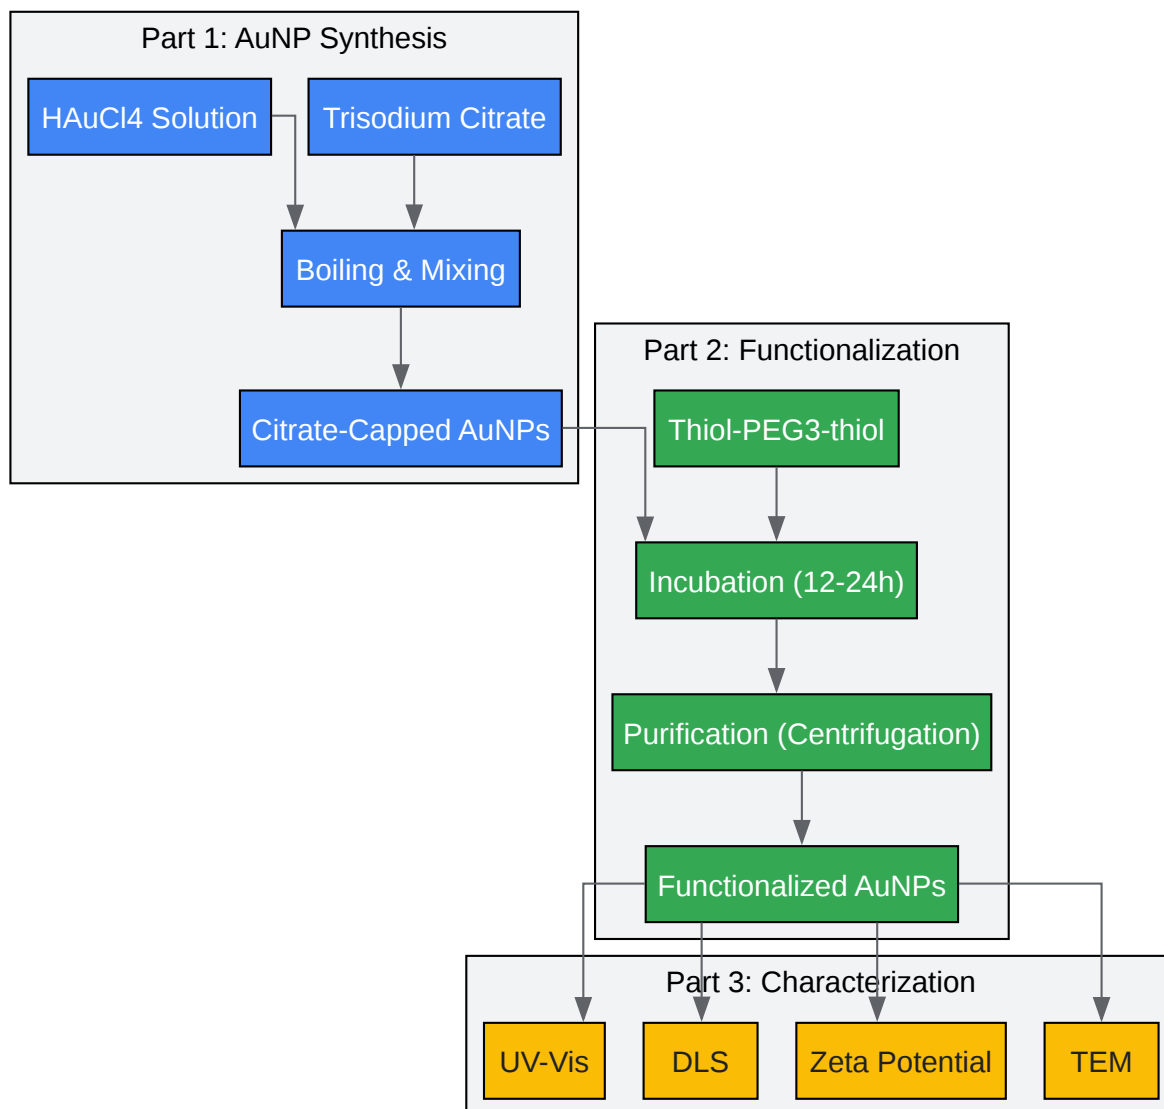 Part 1: AuNP Synthesis
HAuCl4 Solution
Trisodium Citrate
Boiling & Mixing
Citrate-Capped AuNPs
Part 2: Functionalization
Thiol-PEG3-thiol
Incubation (12-24h)
Purification (Centrifugation)
Functionalized AuNPs
Part 3: Characterization
UV-Vis
DLS
Zeta Potential
TEM